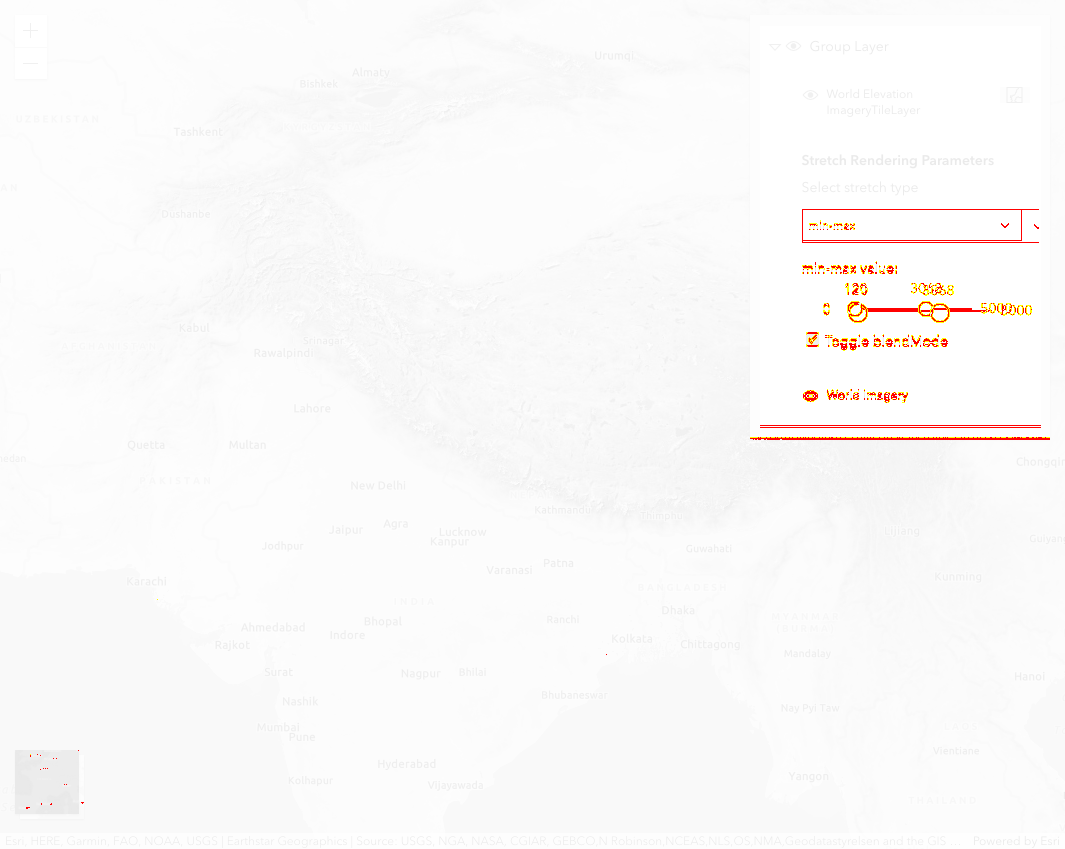 Group Layer
World Elevation
ImageryTileLayer
Stretch Rendering Parameters
Select stretch type
min-max
min-max value:
120
0
Toggle blendMode
World Imagery
Urumqi
Almaty
Bishkek
UZBEKISTAN
Tashkent
Dushanbe
Kabul
Srinagar
Rawalpindi
Lahore
Quetta
Multan
PAKISTAN
New Delhi
Jaipur
Agra
Lucknow
Kanpur
Jodhpur
Kathmandu
Thimphu
Guwahati
Patna
Varanasi
Karachi
BANGLADESH
INDIA
Ahmedabad
Bhopal
Indore
Ranchi
Dhaka
Kolkata
Chittagong
Rajkot
Surat
Nagpur
Bhilai
Bhubaneswar
Nashik
Mumbai
Pune
Hyderabad
Kolhapur
Vijayawada
MYANMAR
(BURMA)
Mandalay
Nay Pyi Taw
Yangon
Vientiane
THAILAND
Hanoi
Kunming
Lijiang
Guiyang
Chongqin
Esri, HERE, Garmin, FAO, NOAA, USGS | Earthstar Geographics | Source: USGS, NGA, NASA, CGIAR, GEBCO,N Robinson,NCEAS,NLS,OS,NMA,Geodatastyrelsen and the GIS ... Powered by Esri